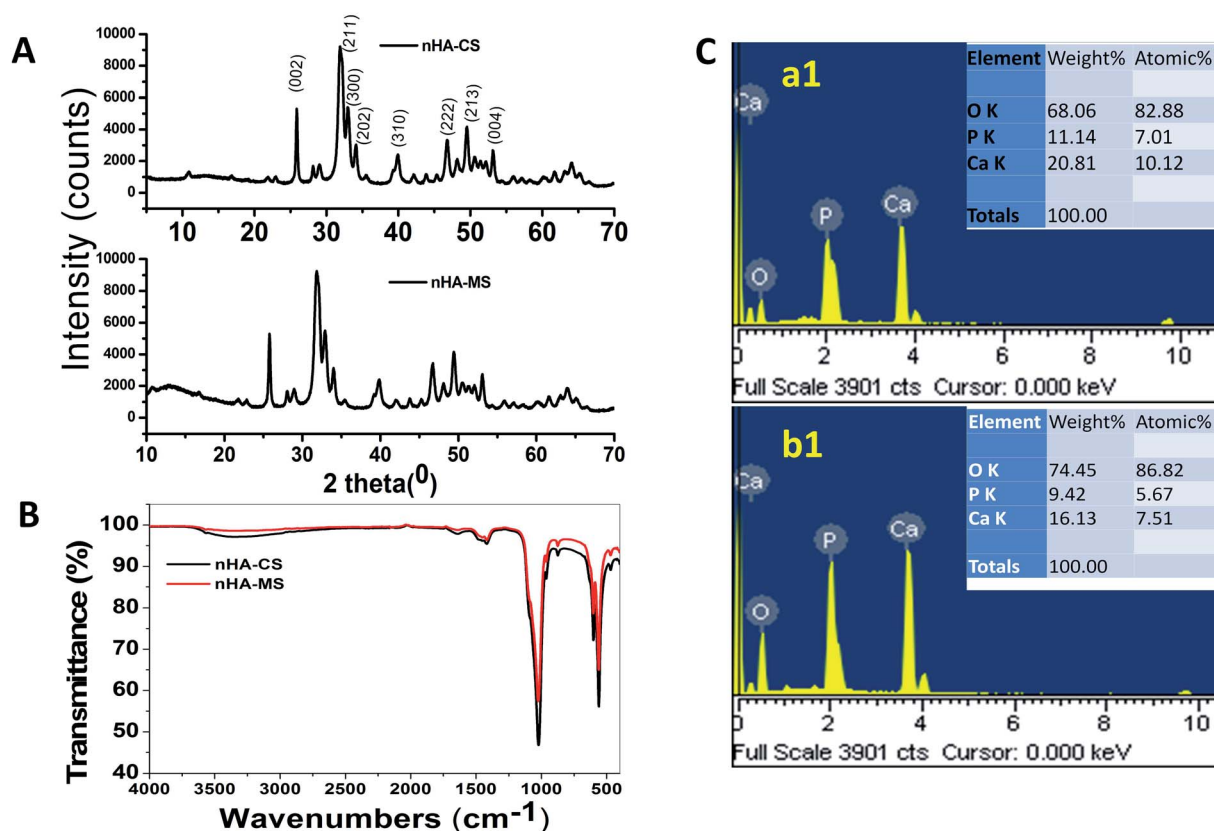 A
Intensity (counts)
10000
8000
6000
4000
2000
0
(002)
(211)
(300)
(202)
(310)
(222)
(213)
(004)
nHA-CS
10 20 30 40 50 60 70
10000
8000
6000
4000
2000
0
nHA-MS
10 20 30 40 50 60 70
2 theta(⁰)
B
Transmittance (%)
100
90
80
70
60
50
40
nHA-CS
nHA-MS
4000 3500 3000 2500 2000 1500 1000 500
Wavenumbers (cm⁻¹)
C
a1
Ca
O
P
Ca
Element Weight% Atomic%
O K 68.06 82.88
P K 11.14 7.01
Ca K 20.81 10.12
Totals 100.00
0 2 4 6 8 10
Full Scale 3901 cts Cursor: 0.000 keV
b1
Ca
O
P
Ca
Element Weight% Atomic%
O K 74.45 86.82
P K 9.42 5.67
Ca K 16.13 7.51
Totals 100.00
0 2 4 6 8 10
Full Scale 3901 cts Cursor: 0.000 keV